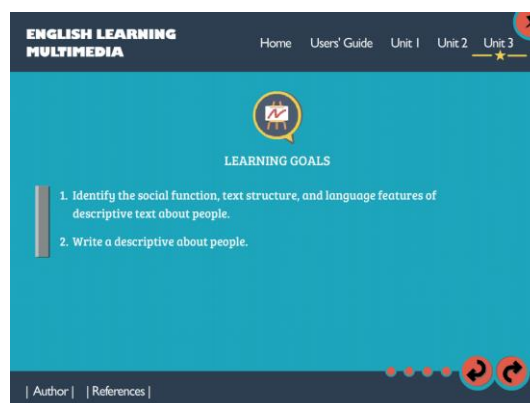 ENGLISH LEARNING
MULTIMEDIA
Home Users' Guide Unit 1 Unit 2 Unit 3
LEARNING GOALS
1. Identify the social function, text structure, and language features of
descriptive text about people.
2. Write a descriptive about people.
| Author | | References |